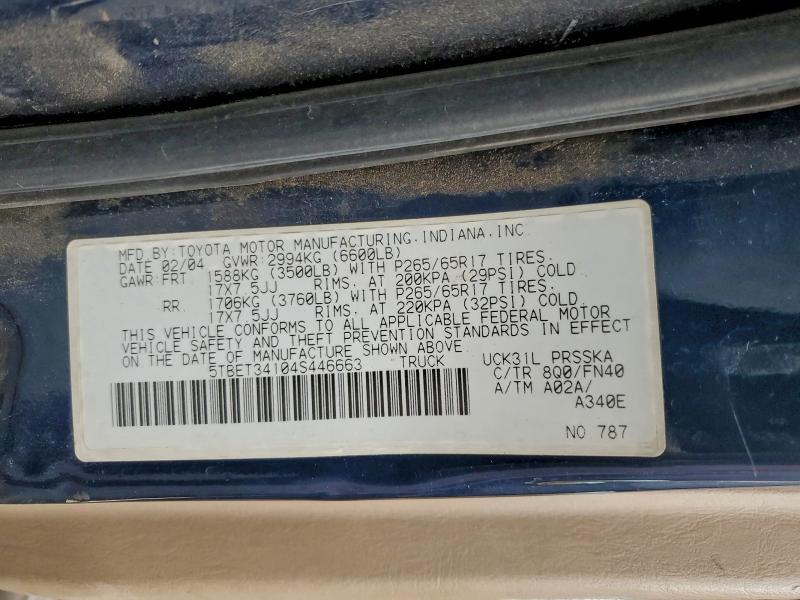 MFD.BY:TOYOTA MOTOR MANUFACTURING.INDIANA.INC
DATE 02/04 GVWR:2994KG (6600LB)
GAWR:FRT 1588KG (3500LB) WITH P265/65R17 TIRES.
17X7.5JJ RIMS. AT 200KPA (29PSI) COLD
RR 1706KG (3760LB) WITH P265/65R17 TIRES.
17X7.5JJ RIMS. AT 220KPA (32PSI) COLD.
THIS VEHICLE CONFORMS TO ALL APPLICABLE FEDERAL MOTOR
VEHICLE SAFETY AND THEFT PREVENTION STANDARDS IN EFFECT
ON THE DATE OF MANUFACTURE SHOWN ABOVE
5TBET34104S446663 TRUCK UCK31L PRSSKA
C/TR 8Q0/FN40
A/TM A02A/
A340E
NO 787